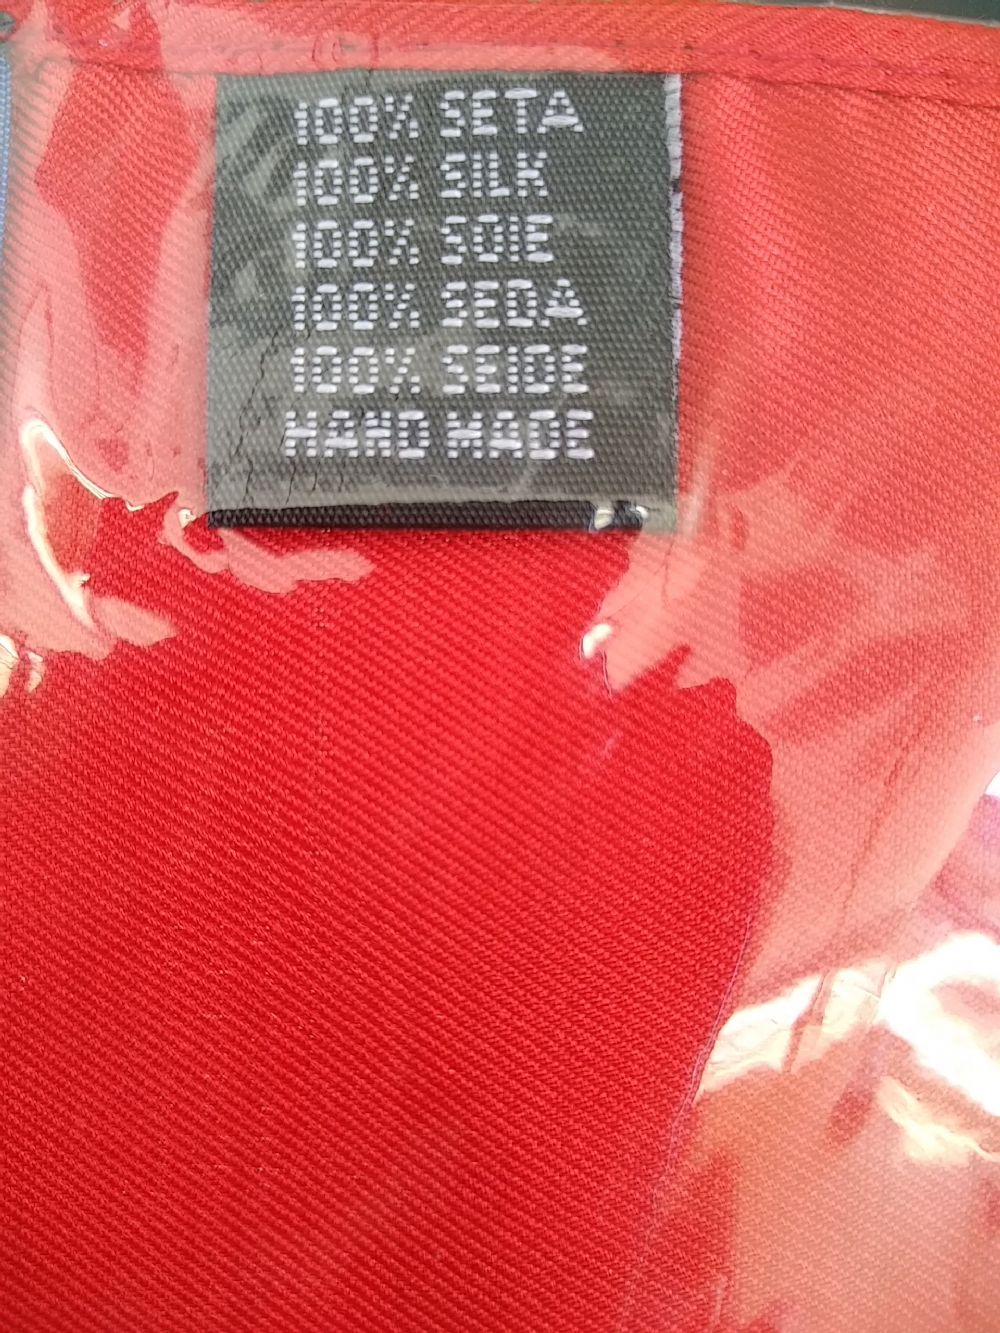 100% SETA
100% SILK
100% SOIE
100% SEDA
100% SEIDE
HAND MADE